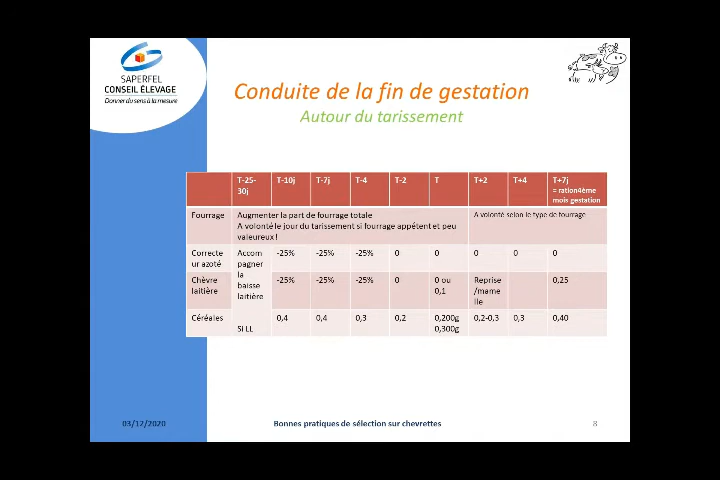 SAPERFEL
CONSEIL ÉLEVAGE
Donner du sens à la mesure
Conduite de la fin de gestation
Autour du tarissement
T-25-30j T-10j T-7j T-4 T-2 T T+2 T+4 T+7j = ration4ème mois gestation
Fourrage
Augmenter la part de fourrage totale
A volonté le jour du tarissement si fourrage appétent et peu
valeureux !
A volonté selon le type de fourrage
Correcteur azoté Accompagner la baisse laitière -25% -25% -25% 0 0 0 0 0
Chèvre laitière -25% -25% -25% 0 0 ou 0,1 Reprise /mamelle 0,25
Céréales SI LL 0,4 0,4 0,3 0,2 0,200g 0,300g 0,2-0,3 0,3 0,40
03/12/2020 Bonnes pratiques de sélection sur chevrettes 8